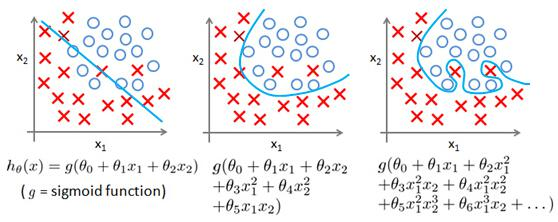 x₂
x₁
x₂
x₁
x₂
x₁
hθ(x) = g(θ₀ + θ₁x₁ + θ₂x₂)
( g = sigmoid function)
g(θ₀ + θ₁x₁ + θ₂x₂
+θ₃x₁² + θ₄x₂²
+θ₅x₁x₂)
g(θ₀ + θ₁x₁ + θ₂x₁²
+θ₃x₁²x₂ + θ₄x₁²x₂²
+θ₅x₁²x₂³ + θ₆x₁³x₂ + ...)